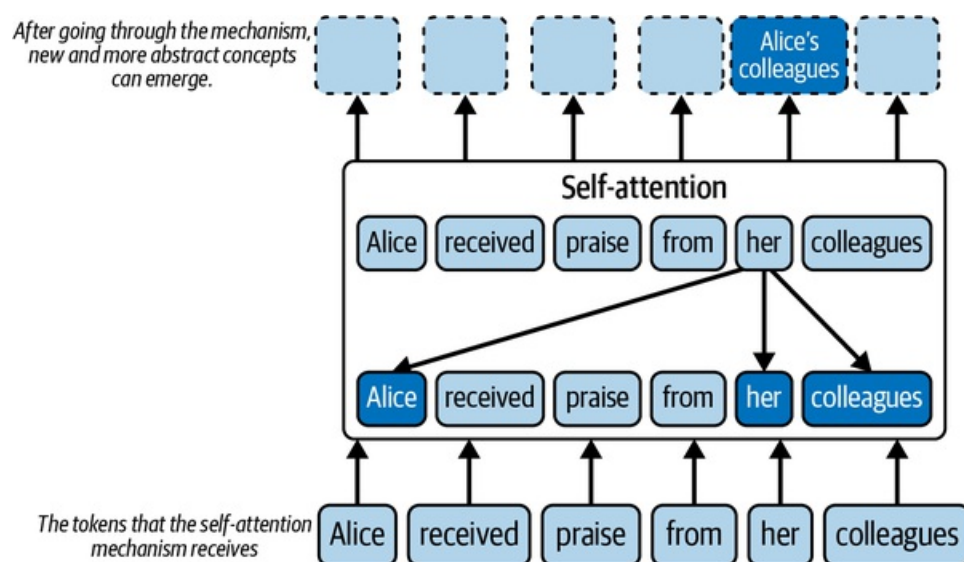 After going through the mechanism,
new and more abstract concepts
can emerge.
Alice's
colleagues
Self-attention
Alice received praise from her colleagues
Alice received praise from her colleagues
The tokens that the self-attention
mechanism receives
Alice received praise from her colleagues